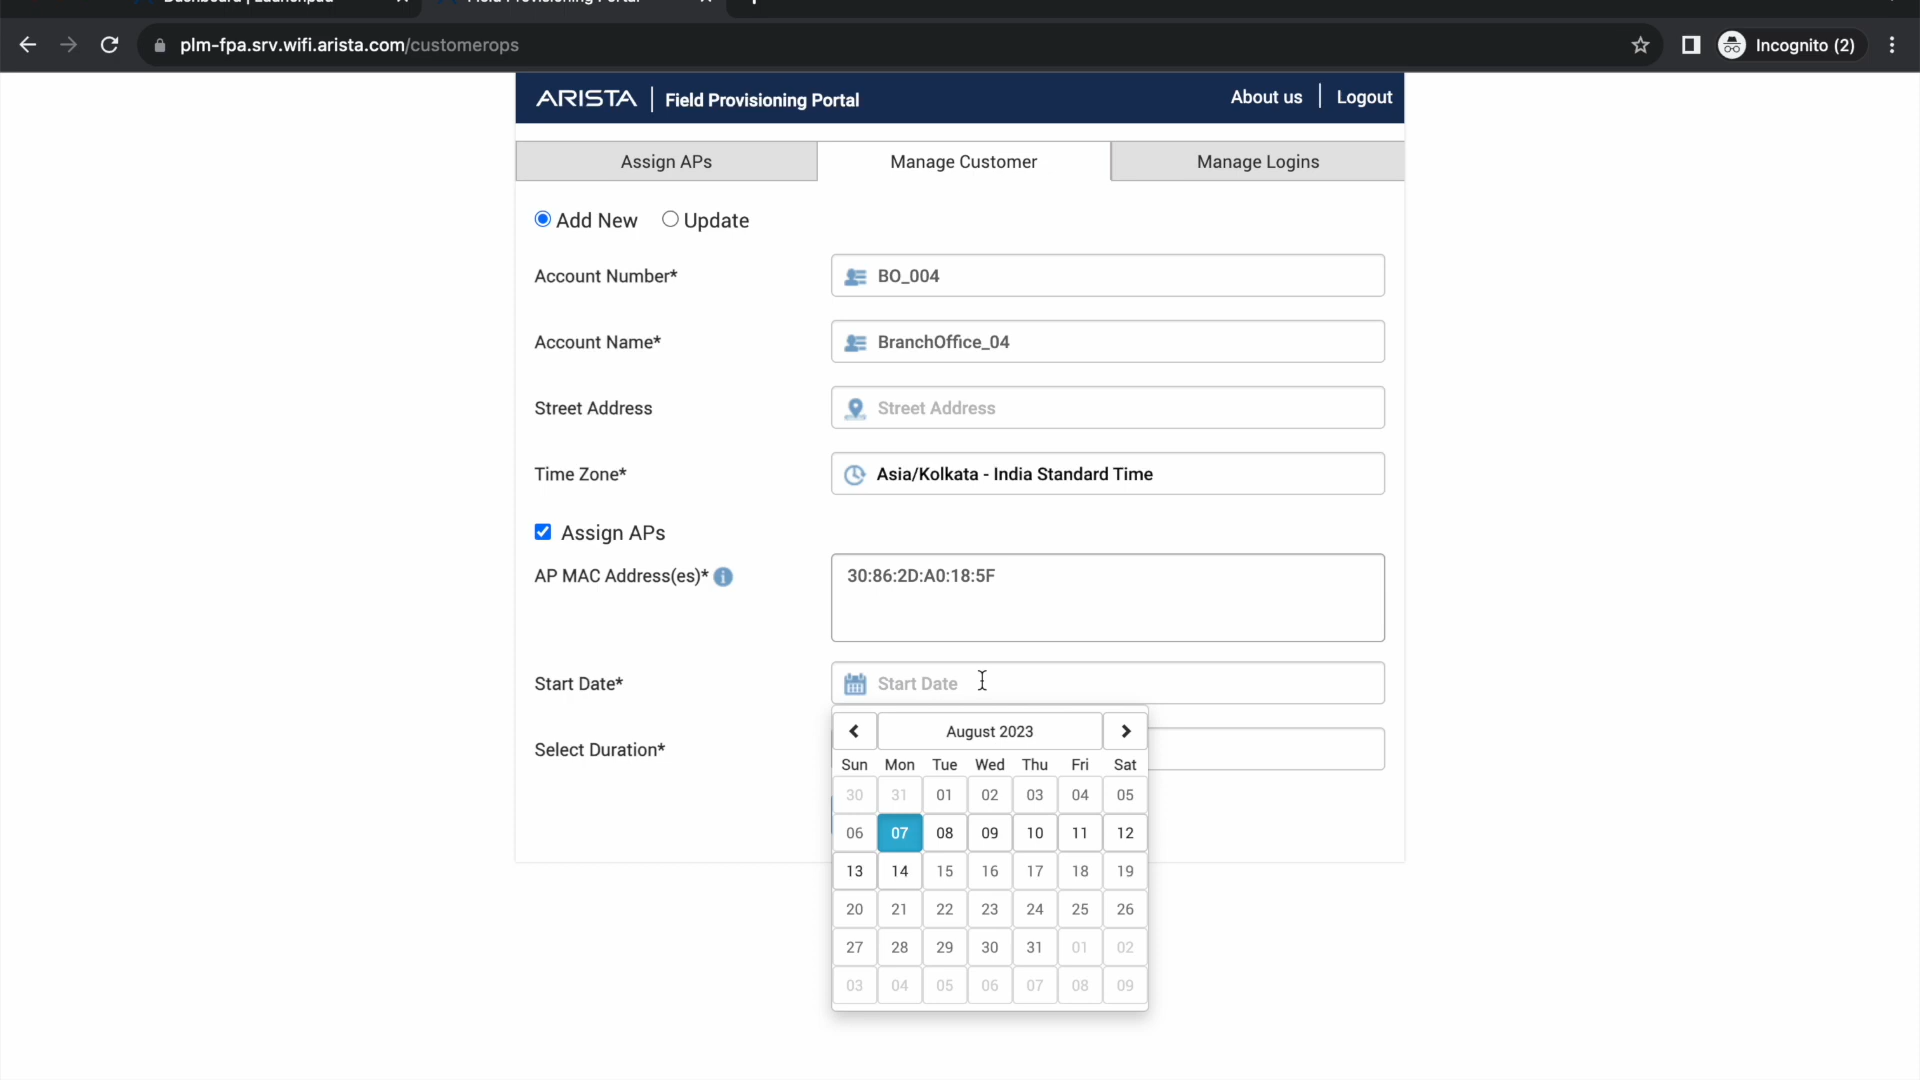 plm-fpa.srv.wifi.arista.com/customerops
Incognito (2)
ARISTA | Field Provisioning Portal
About us | Logout
Assign APs
Manage Customer
Manage Logins
Add New
Update
Account Number*
BO_004
Account Name*
BranchOffice_04
Street Address
Street Address
Time Zone*
Asia/Kolkata - India Standard Time
Assign APs
AP MAC Address(es)*
30:86:2D:A0:18:5F
Start Date*
Start Date
August 2023
Select Duration*
Sun Mon Tue Wed Thu Fri Sat
30 31 01 02 03 04 05
06 07 08 09 10 11 12
13 14 15 16 17 18 19
20 21 22 23 24 25 26
27 28 29 30 31 01 02
03 04 05 06 07 08 09